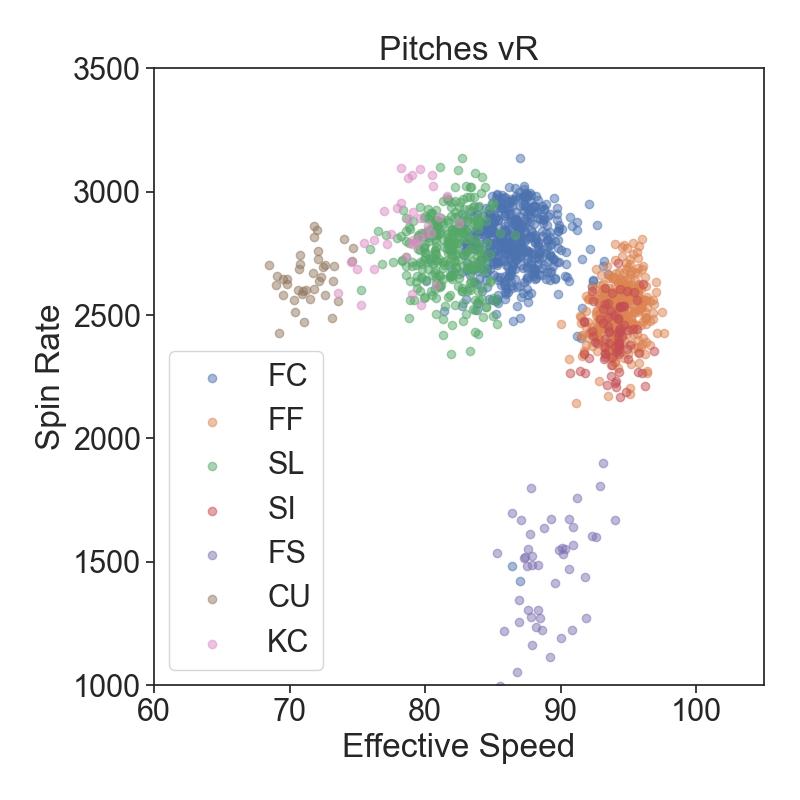 Pitches vR
3500
3000
2500
2000
1500
1000
Spin Rate
FC
FF
SL
SI
FS
CU
KC
60 70 80 90 100
Effective Speed